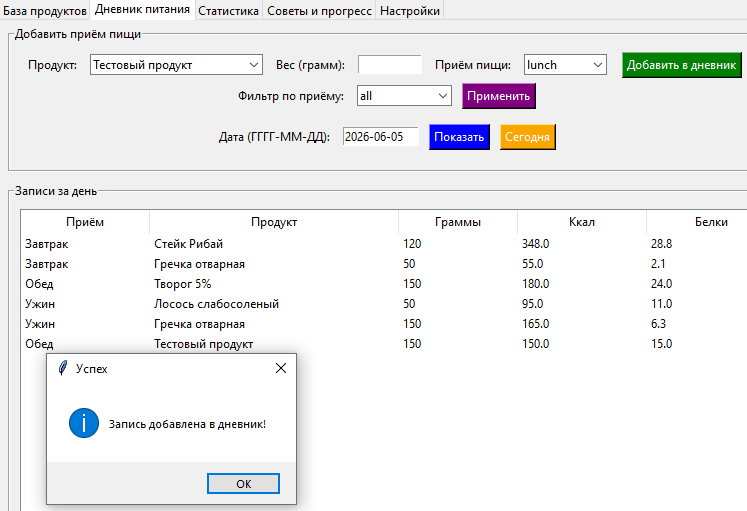 База продуктов Дневник питания Статистика Советы и прогресс Настройки
Добавить приём пищи
Продукт: Тестовый продукт Вес (грамм): Приём пищи: lunch Добавить в дневник
Фильтр по приёму: all Применить
Дата (ГГГГ-ММ-ДД): 2026-06-05 Показать Сегодня
Записи за день
Приём Продукт Граммы Ккал Белки
Завтрак Стейк Рибай 120 348.0 28.8
Завтрак Гречка отварная 50 55.0 2.1
Обед Творог 5% 150 180.0 24.0
Ужин Лосось слабосоленый 50 95.0 11.0
Ужин Гречка отварная 150 165.0 6.3
Обед Тестовый продукт 150 150.0 15.0
Успех
Запись добавлена в дневник!
OK